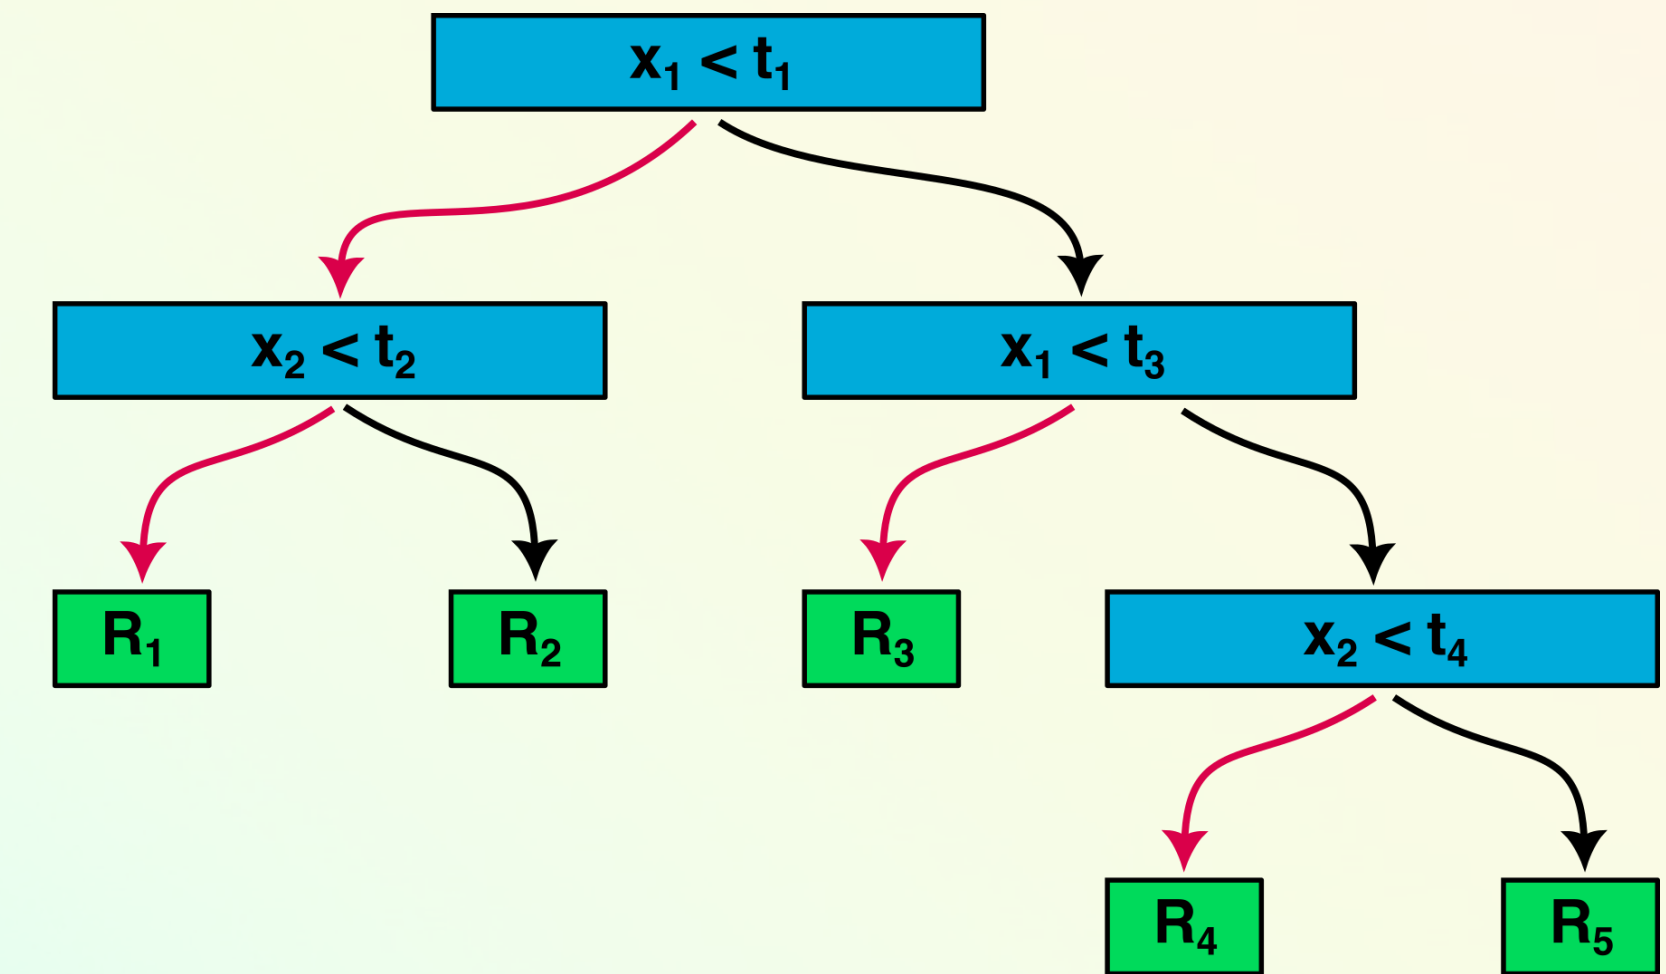 x₁ < t₁
x₂ < t₂
x₁ < t₃
R₁
R₂
R₃
x₂ < t₄
R₄
R₅